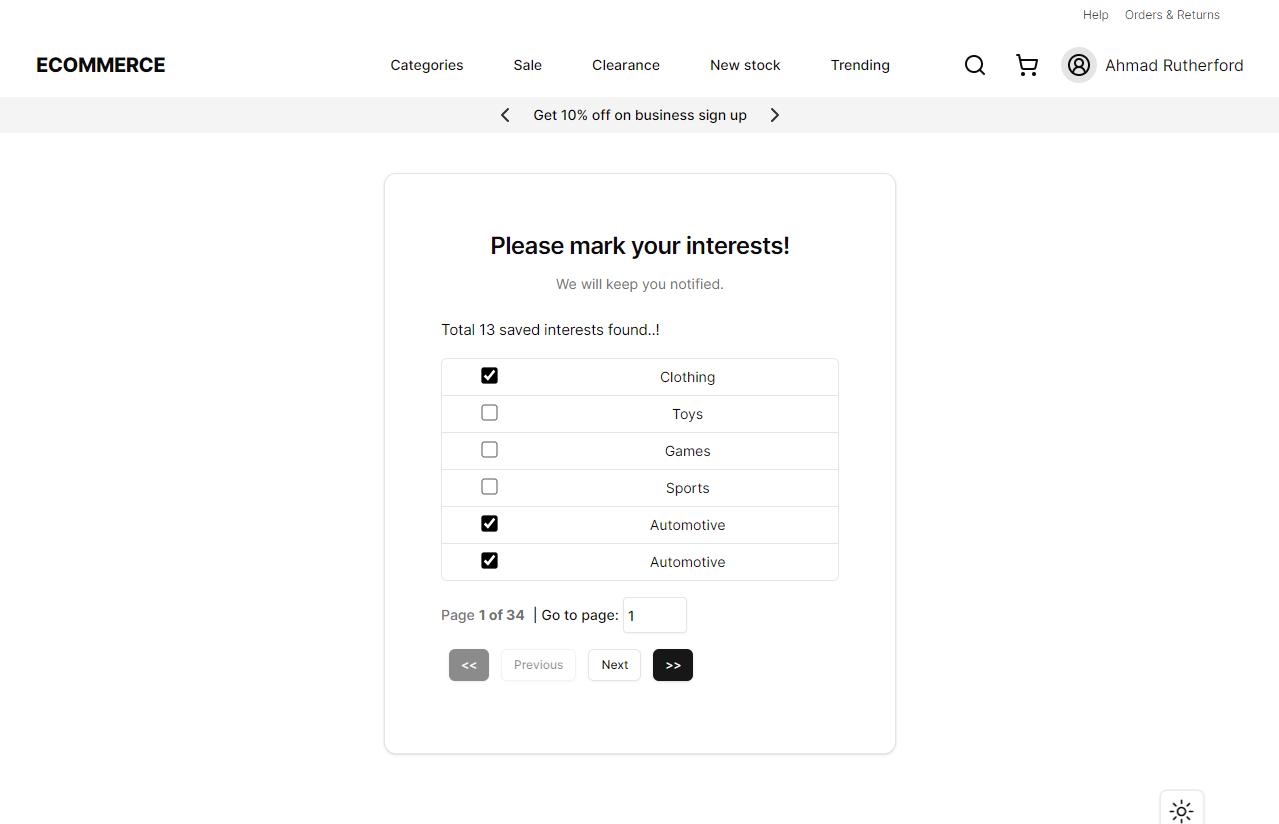 Help Orders & Returns
ECOMMERCE Categories Sale Clearance New stock Trending Ahmad Rutherford
Get 10% off on business sign up
Please mark your interests!
We will keep you notified.
Total 13 saved interests found..!
Clothing
Toys
Games
Sports
Automotive
Automotive
Page 1 of 34 | Go to page: 1
<< Previous Next >>